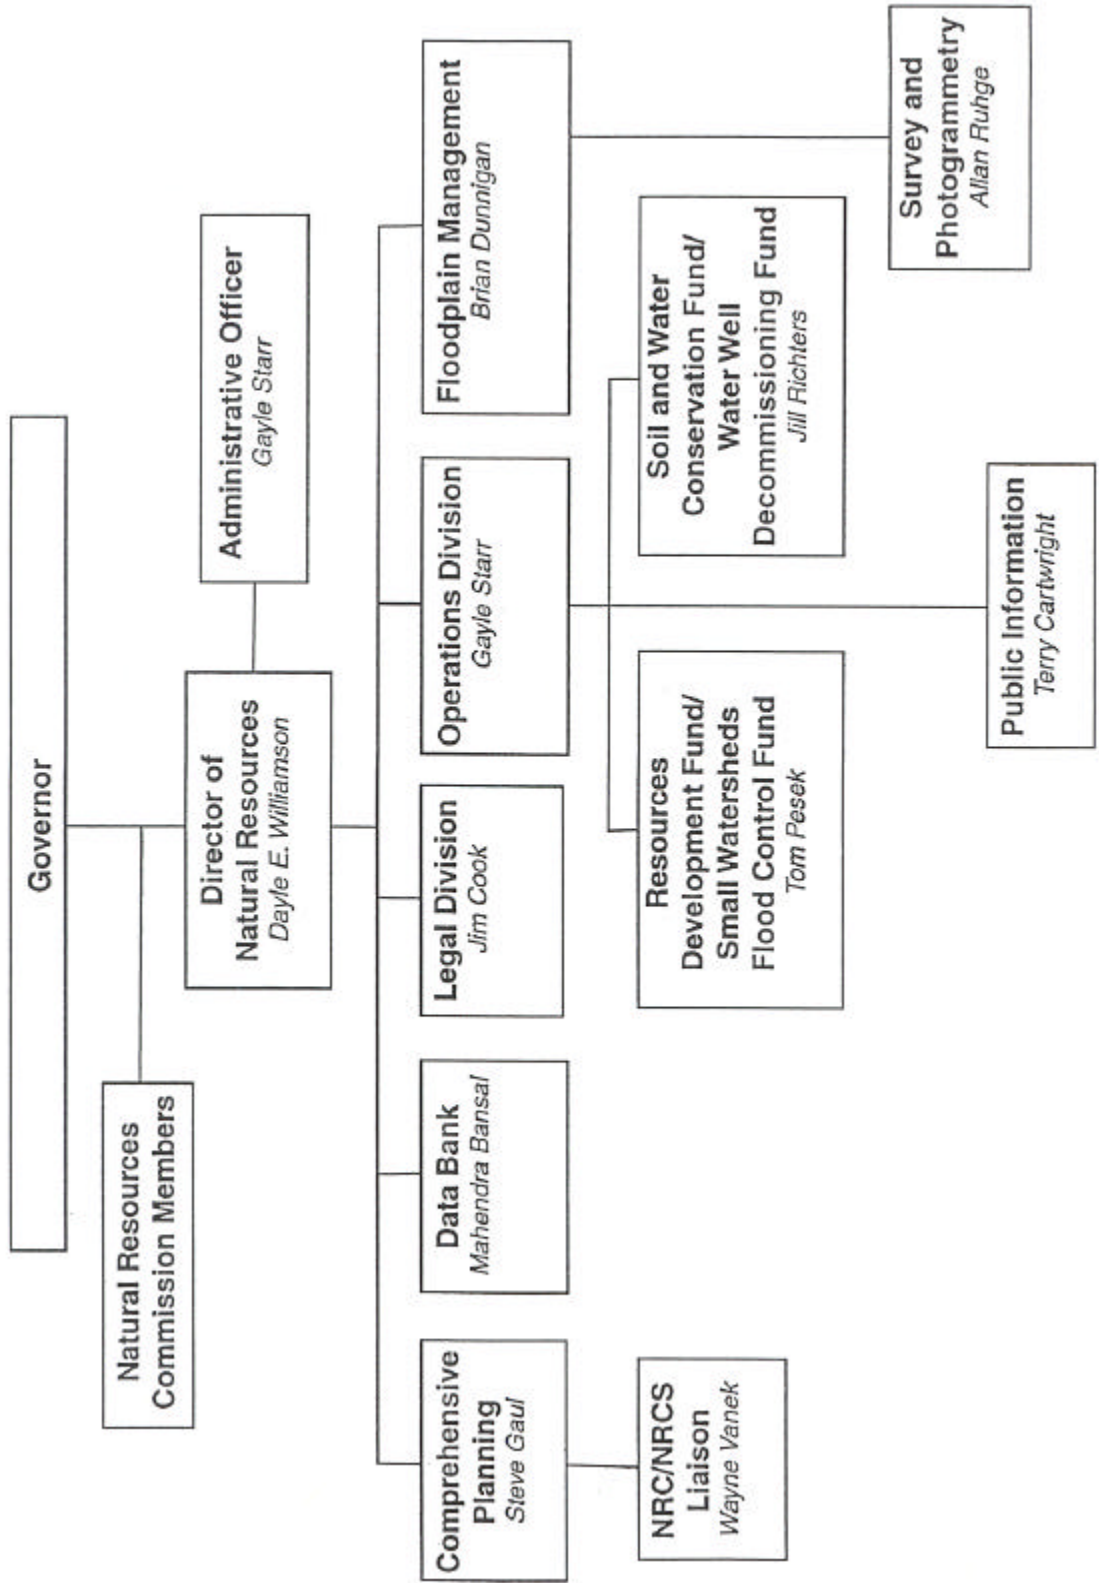 Governor
Natural Resources
Commission Members
Director of
Natural Resources
Dayle E. Williamson
Administrative Officer
Gayle Starr
Comprehensive
Planning
Steve Gaul
Data Bank
Mahendra Bansal
Legal Division
Jim Cook
Operations Division
Gayle Starr
Floodplain Management
Brian Dunnigan
NRC/NRCS
Liaison
Wayne Vanek
Resources
Development Fund/
Small Watersheds
Flood Control Fund
Tom Pesek
Soil and Water
Conservation Fund/
Water Well
Decommissioning Fund
Jill Richters
Survey and
Photogrammetry
Allan Ruhge
Public Information
Terry Cartwright